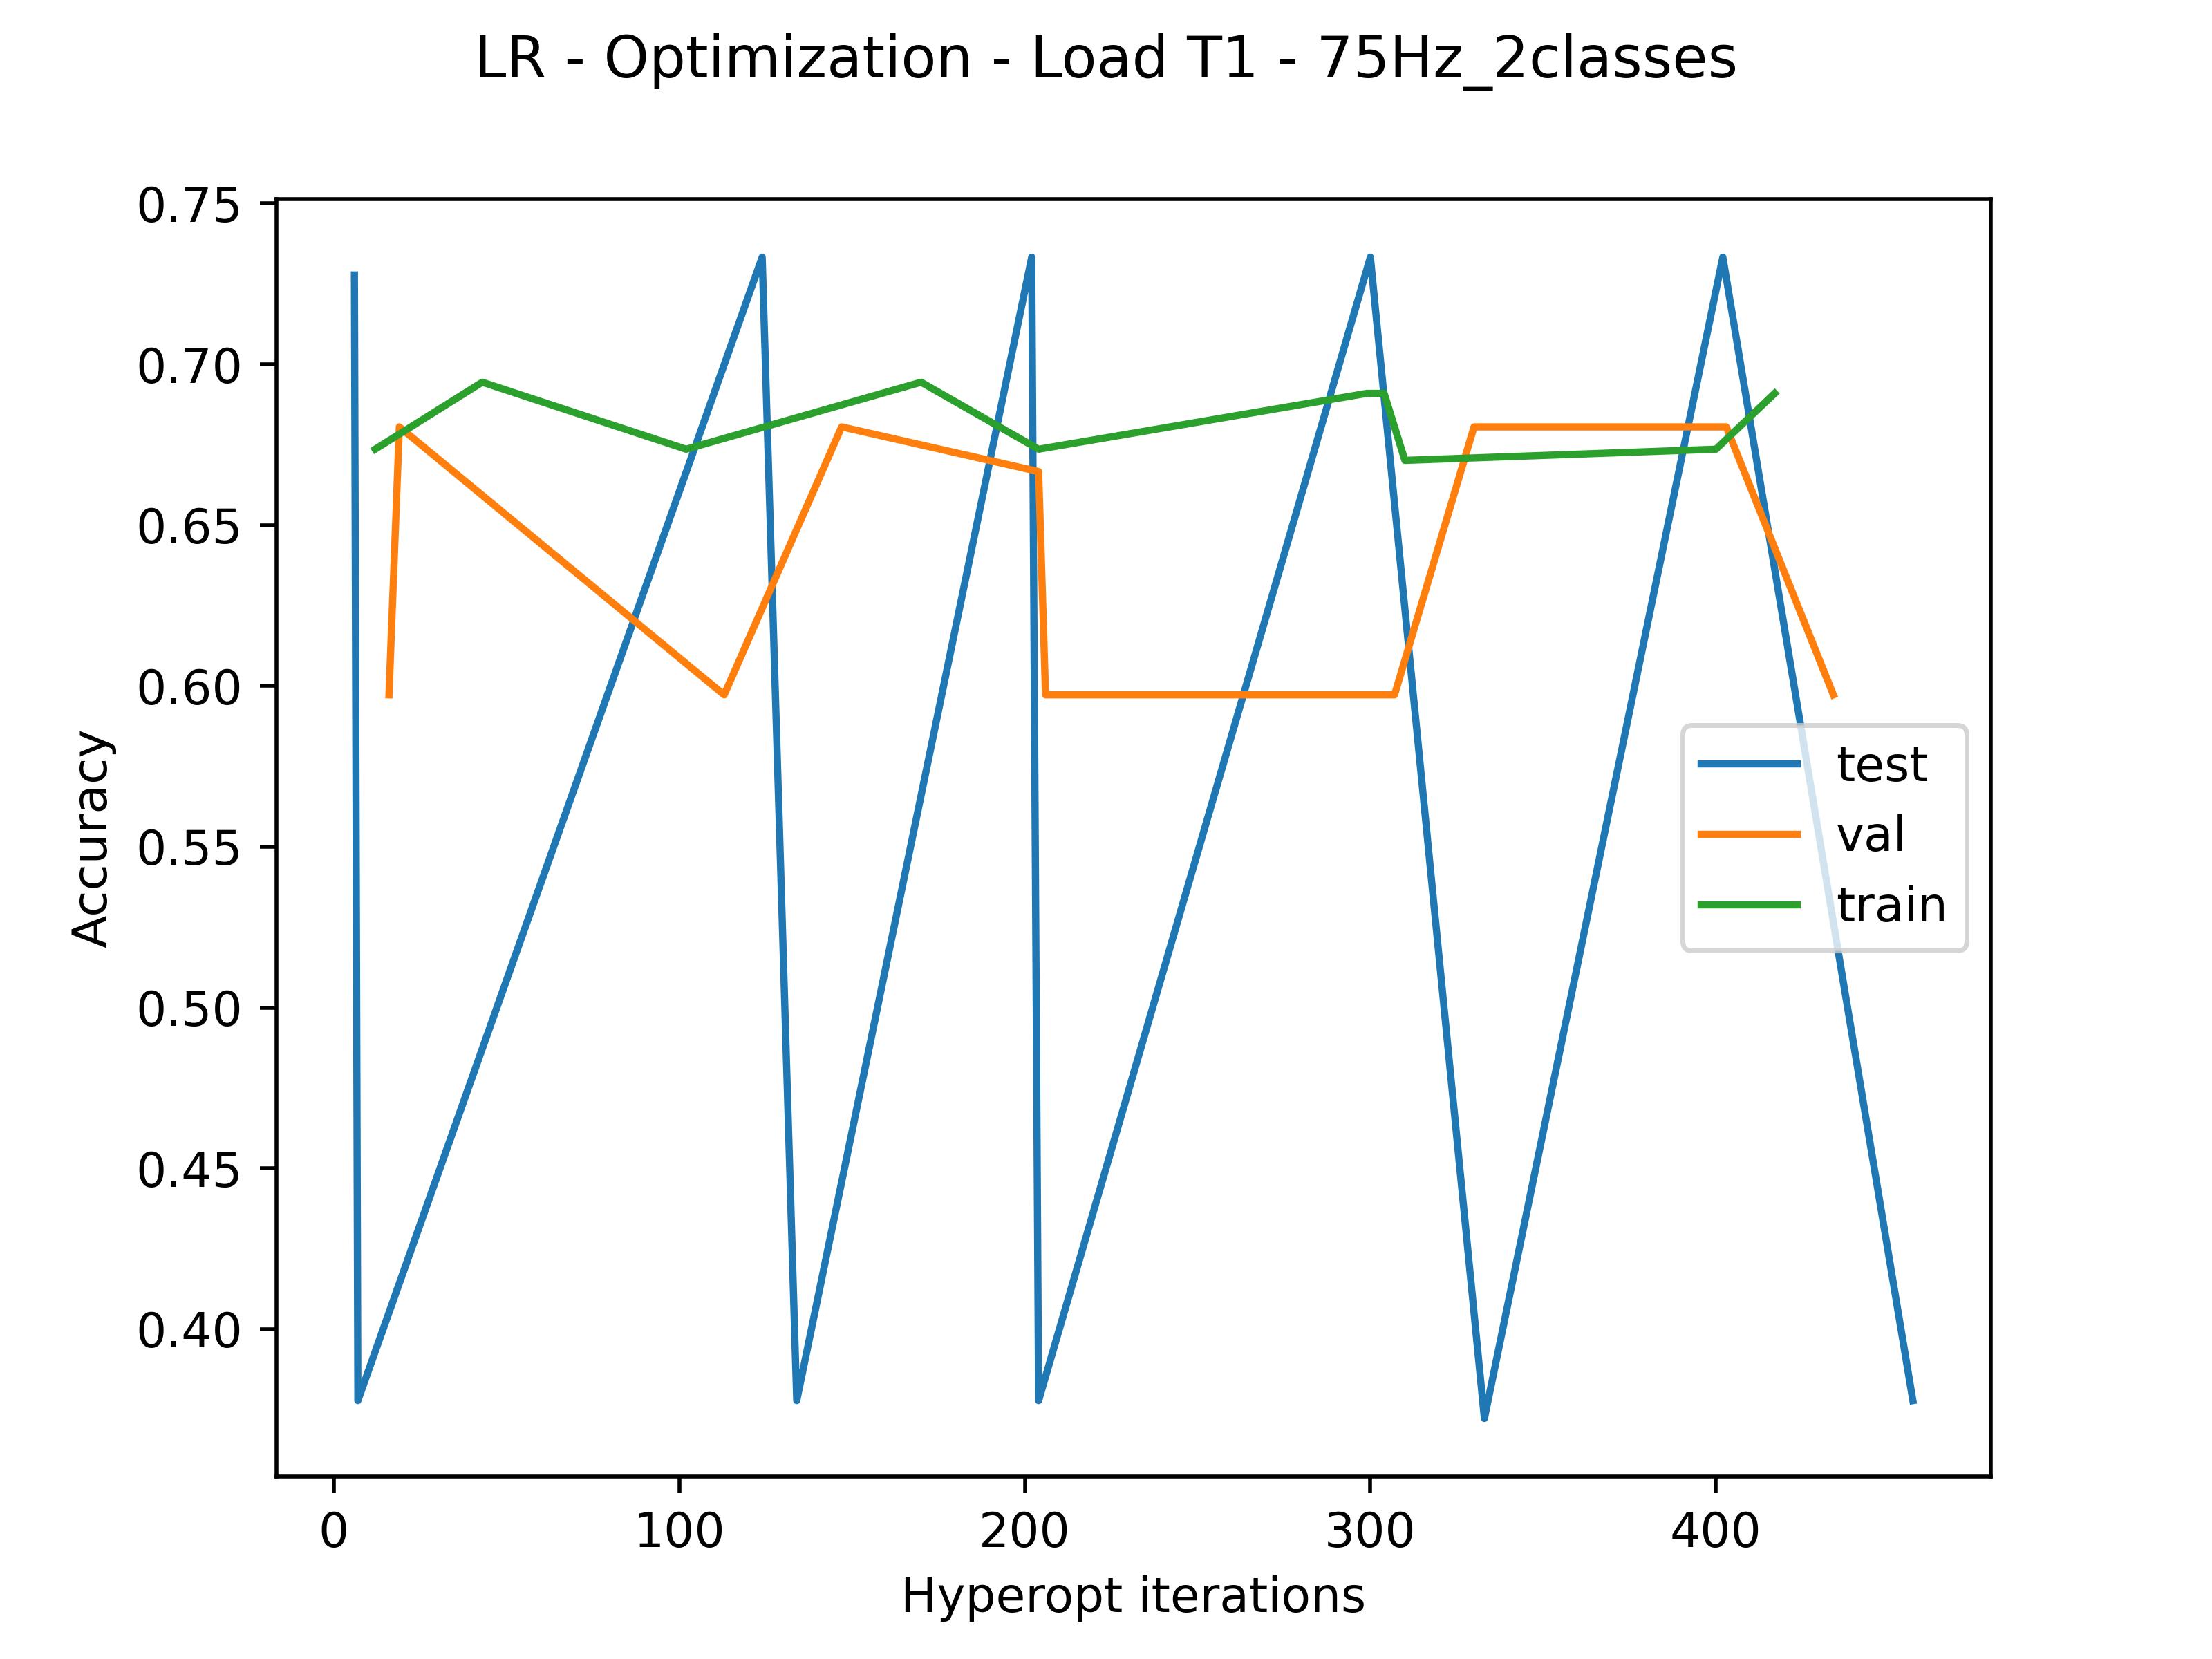 LR - Optimization - Load T1 - 75Hz_2classes
0.75
0.70
0.65
0.60
0.55
0.50
0.45
0.40
Accuracy
test
val
train
0 100 200 300 400
Hyperopt iterations